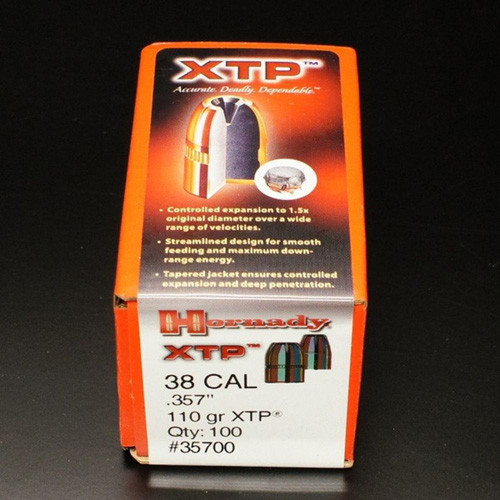 XTP™
Accurate. Deadly. Dependable.™
• Controlled expansion to 1.5x
original diameter over a wide
range of velocities.
• Streamlined design for smooth
feeding and maximum down-
range energy.
• Tapered jacket ensures controlled
expansion and deep penetration.
Hornady
XTP™
38 CAL
.357"
110 gr XTP®
Qty: 100
#35700